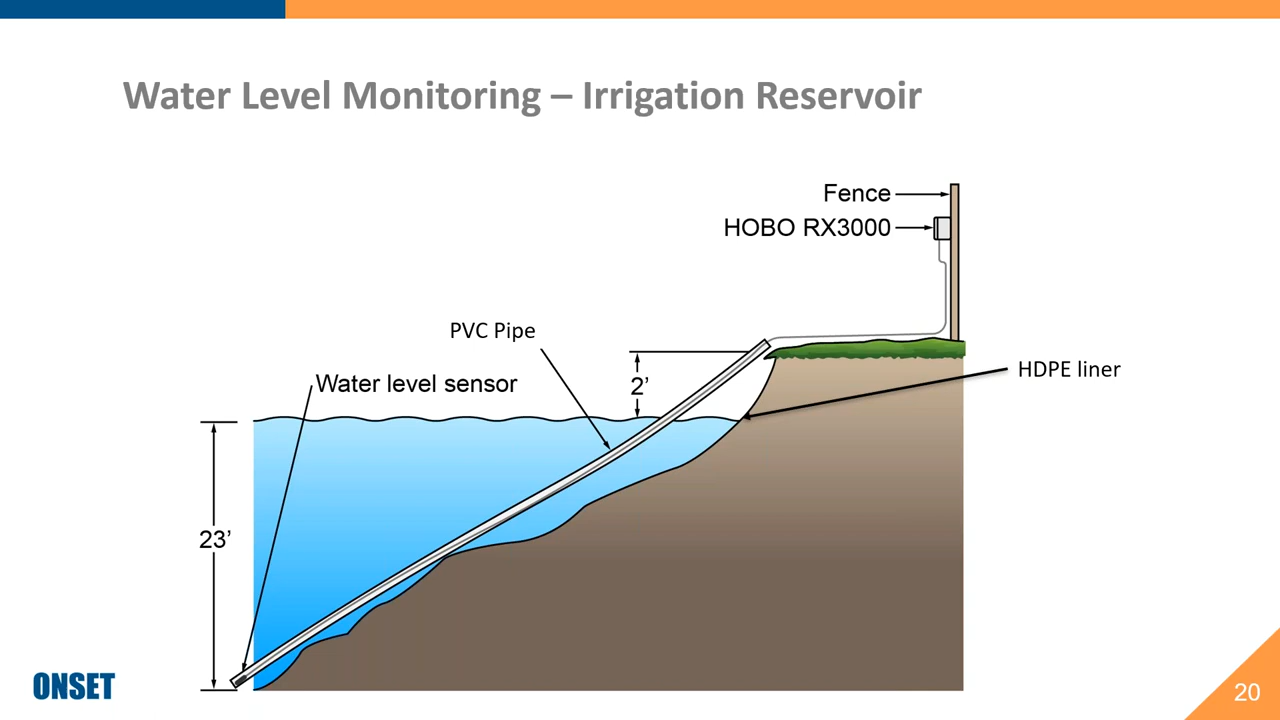 Water Level Monitoring – Irrigation Reservoir
Fence
HOBO RX3000
PVC Pipe
HDPE liner
Water level sensor
2’
23’
ONSET
20